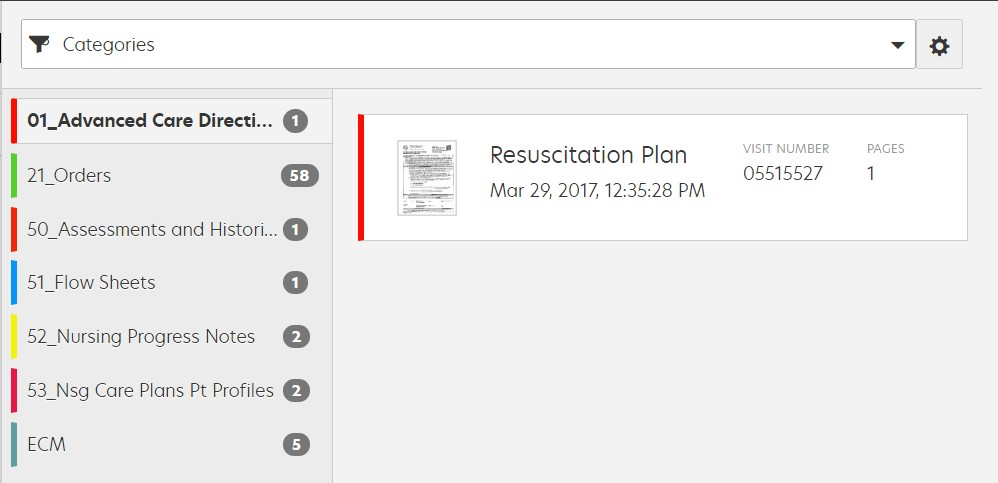 Categories
01_Advanced Care Directi... 1
21_Orders 58
50_Assessments and Histori... 1
51_Flow Sheets 1
52_Nursing Progress Notes 2
53_Nsg Care Plans Pt Profiles 2
ECM 5
Resuscitation Plan
Mar 29, 2017, 12:35:28 PM
VISIT NUMBER
05515527
PAGES
1